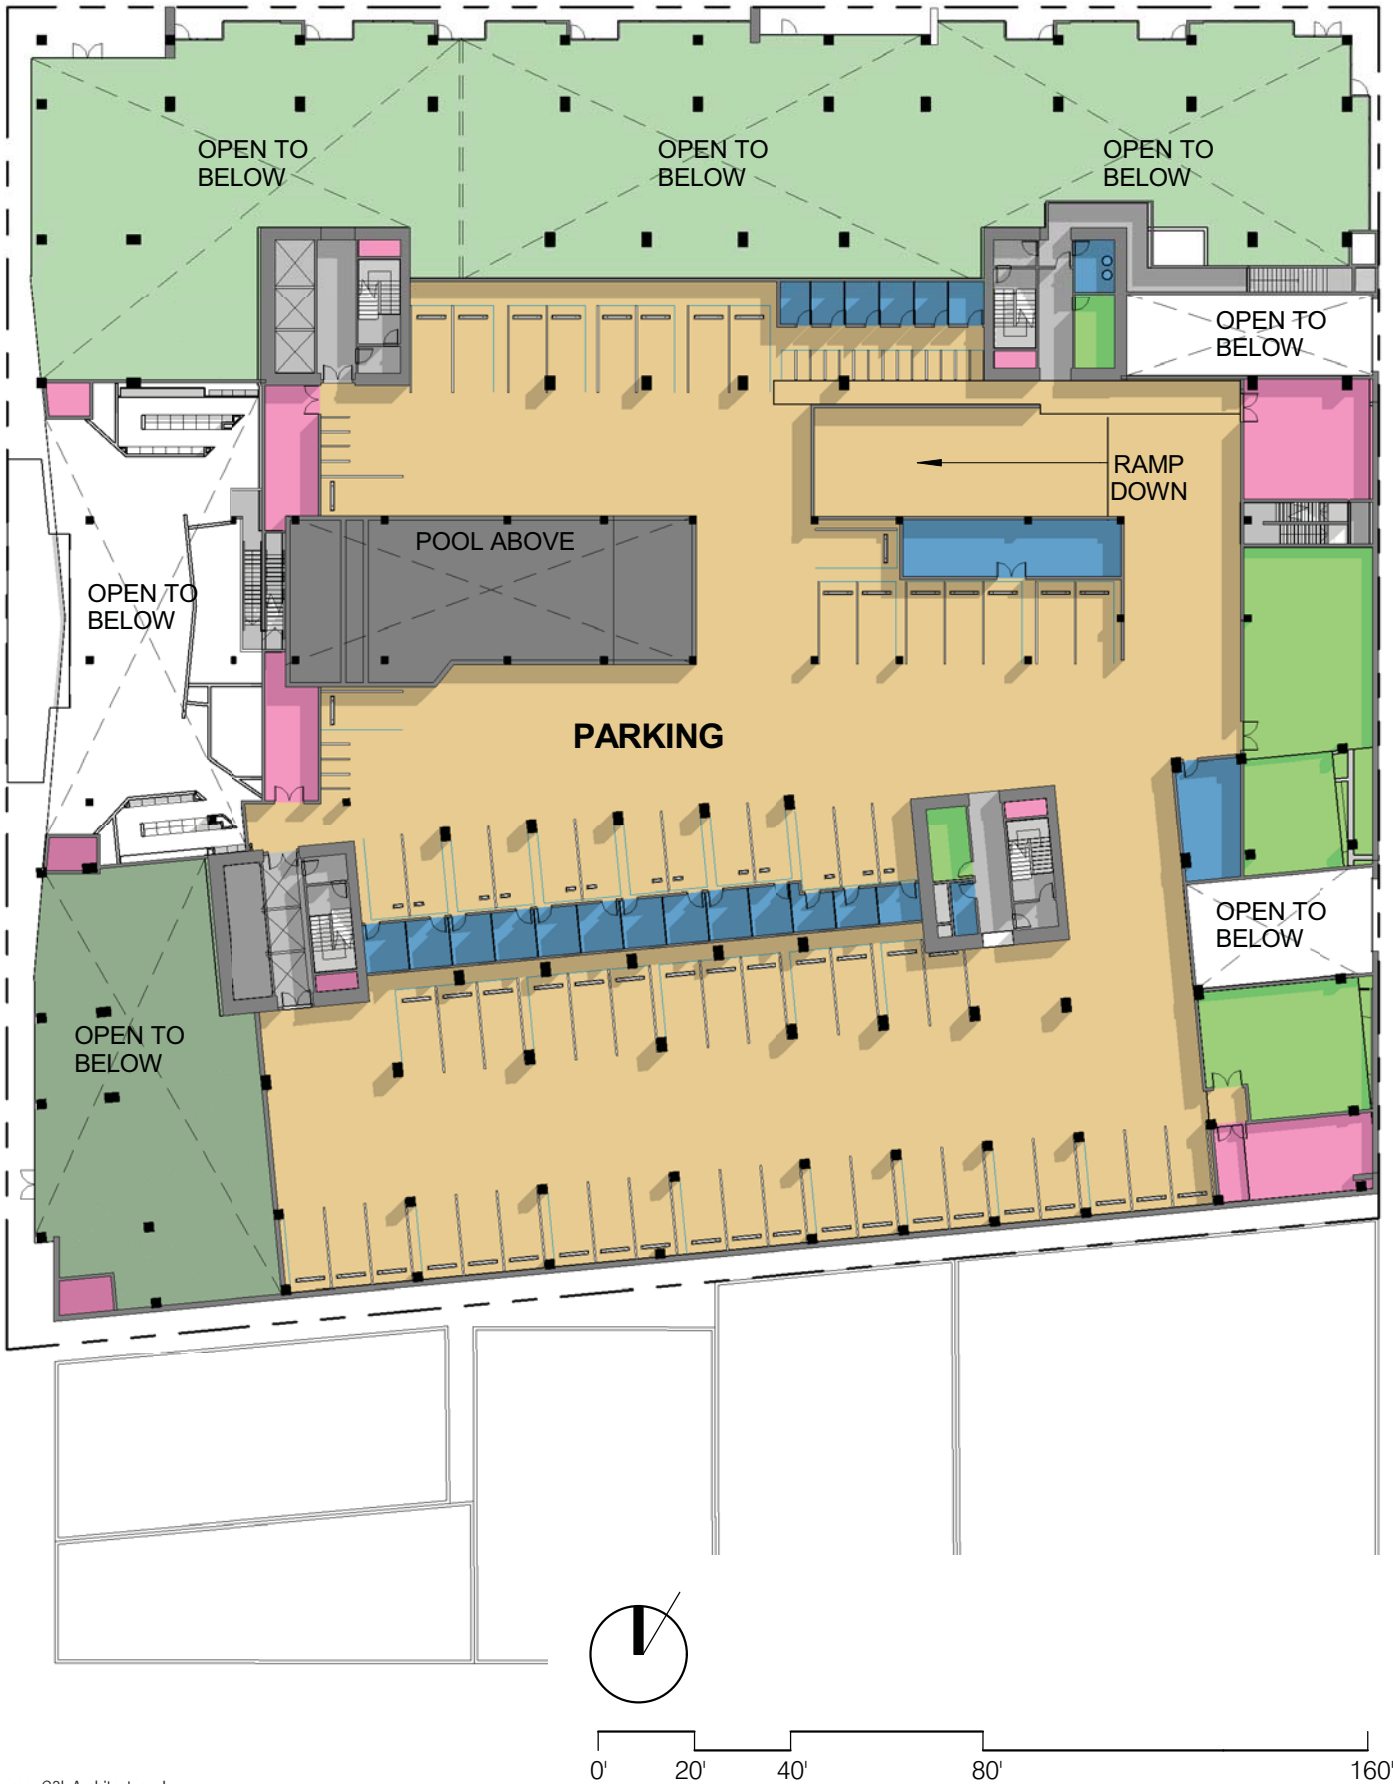 OPEN TO
BELOW
OPEN TO
BELOW
OPEN TO
BELOW
OPEN TO
BELOW
RAMP
DOWN
POOL ABOVE
OPEN TO
BELOW
PARKING
OPEN TO
BELOW
OPEN TO
BELOW
0' 20' 40' 80' 160'